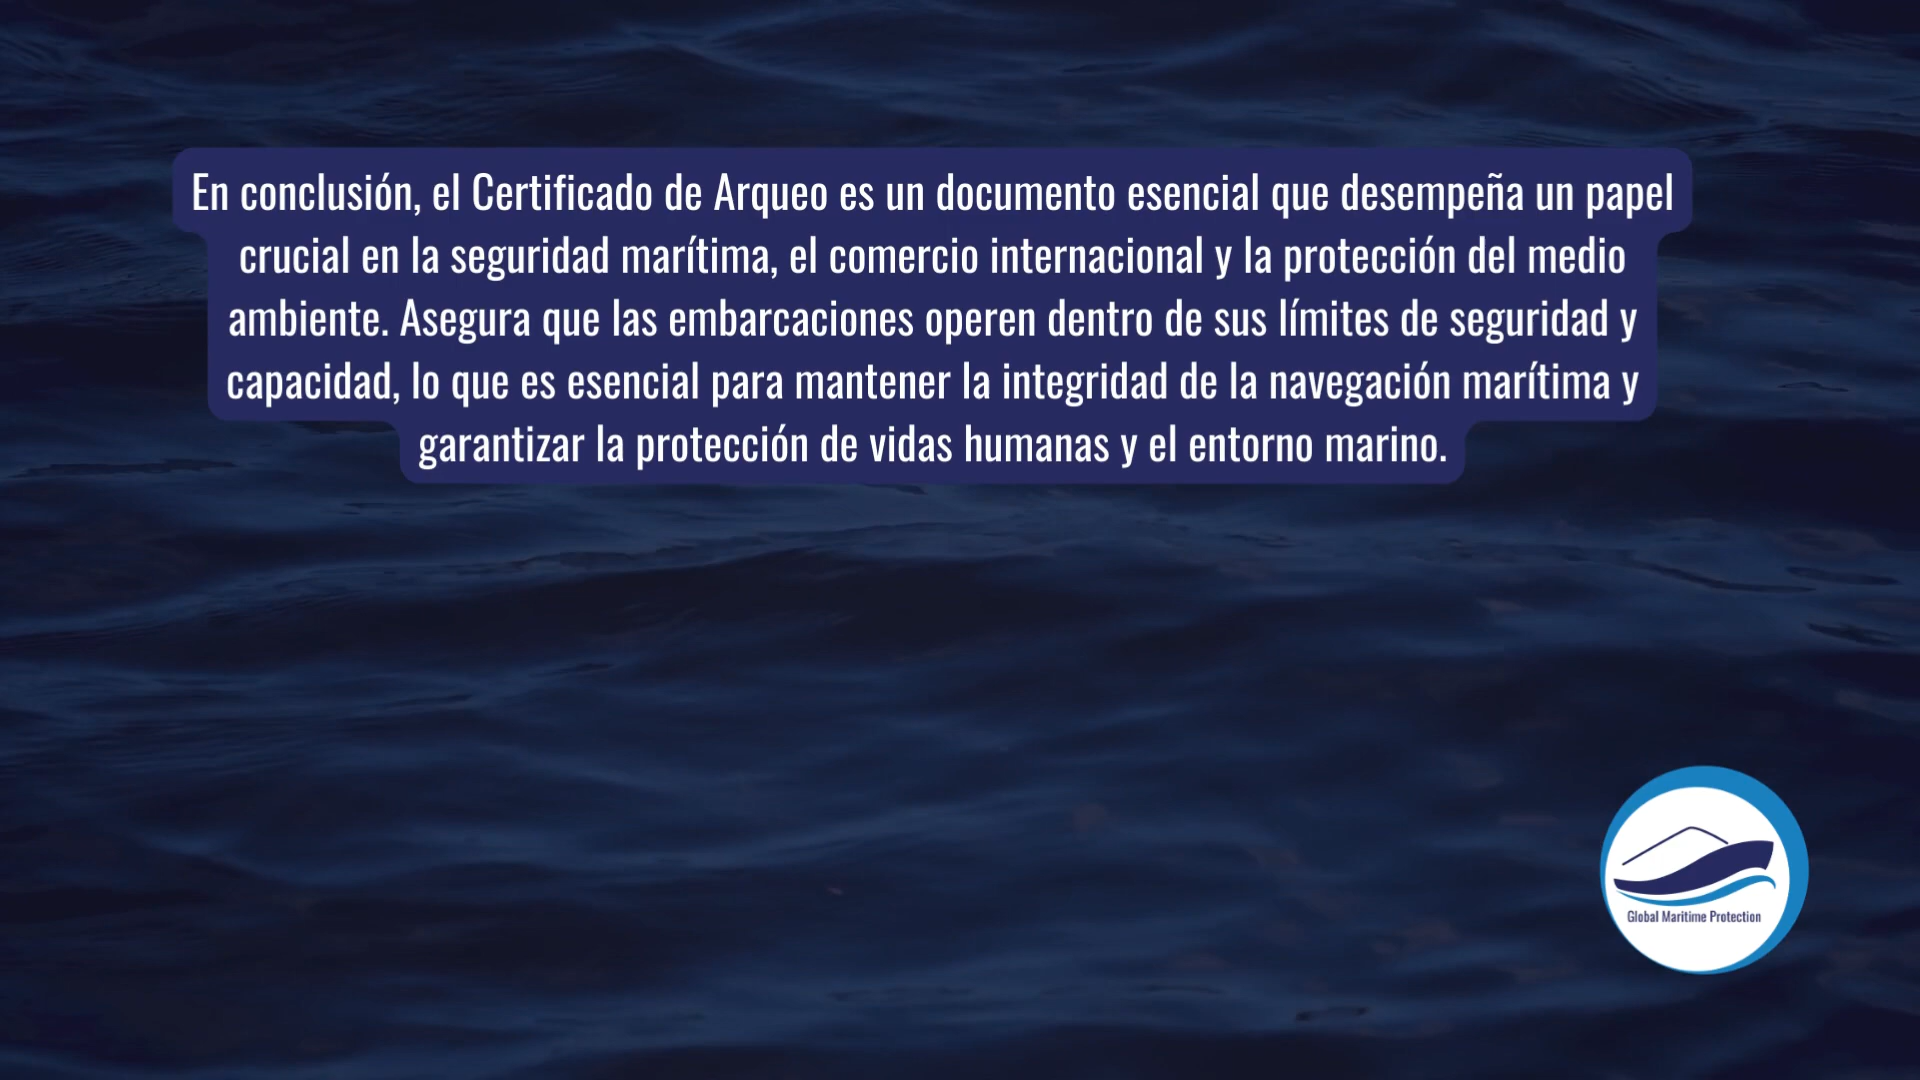 En conclusión, el Certificado de Arqueo es un documento esencial que desempeña un papel
crucial en la seguridad marítima, el comercio internacional y la protección del medio
ambiente. Asegura que las embarcaciones operen dentro de sus límites de seguridad y
capacidad, lo que es esencial para mantener la integridad de la navegación marítima y
garantizar la protección de vidas humanas y el entorno marino.
Global Maritime Protection